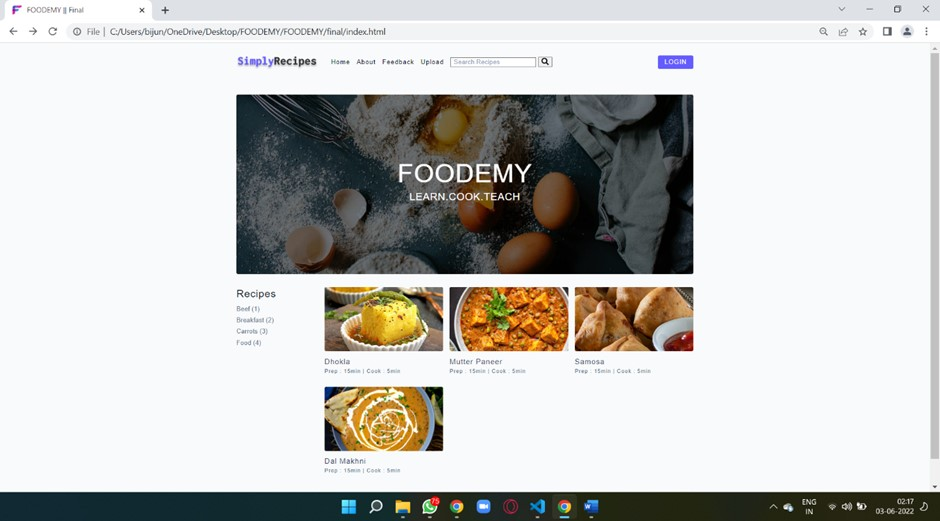 FOODEMY || Final
File | C:/Users/bijun/OneDrive/Desktop/FOODEMY/FOODEMY/final/index.html
SimplyRecipes Home About Feedback Upload Search Recipes LOGIN
FOODEMY
LEARN.COOK.TEACH
Recipes
Beef (1)
Breakfast (2)
Carrots (3)
Food (4)
Dhokla
Prep : 15min | Cook : 5min
Mutter Paneer
Prep : 15min | Cook : 5min
Samosa
Prep : 15min | Cook : 5min
Dal Makhni
Prep : 15min | Cook : 5min
75
ENG
IN
02:17
03-06-2022